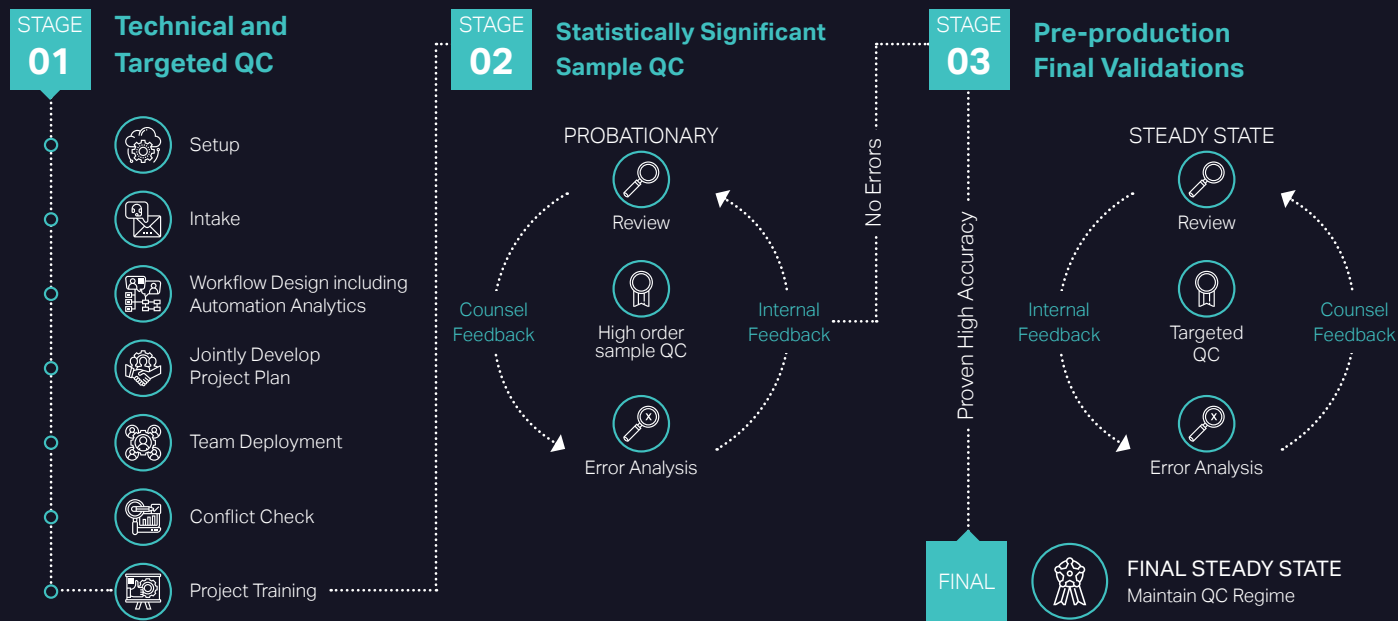 STAGE
01
Technical and
Targeted QC
Setup
Intake
Workflow Design including
Automation Analytics
Jointly Develop
Project Plan
Team Deployment
Conflict Check
Project Training
STAGE
02
Statistically Significant
Sample QC
PROBATIONARY
Review
Counsel
Feedback
High order
sample QC
Internal
Feedback
X
Error Analysis
No Errors
STAGE
03
Pre-production
Final Validations
Proven High Accuracy
STEADY STATE
Review
Internal
Feedback
Targeted
QC
Counsel
Feedback
X
Error Analysis
FINAL
FINAL STEADY STATE
Maintain QC Regime